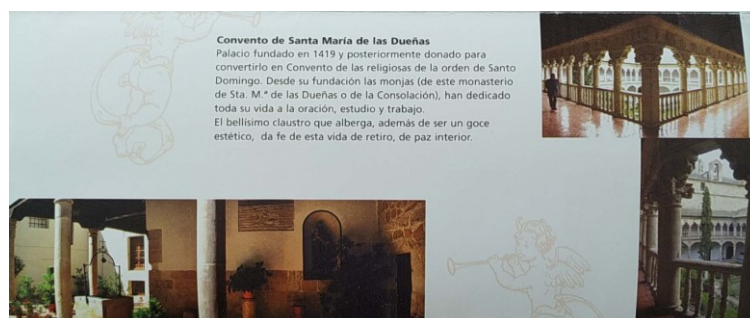 Convento de Santa María de las Dueñas
Palacio fundado en 1419 y posteriormente donado para
convertirlo en Convento de las religiosas de la orden de Santo
Domingo. Desde su fundación las monjas (de este monasterio
de Sta. M.ª de las Dueñas o de la Consolación), han dedicado
toda su vida a la oración, estudio y trabajo.
El bellísimo claustro que alberga, además de ser un goce
estético,  da fe de esta vida de retiro, de paz interior.